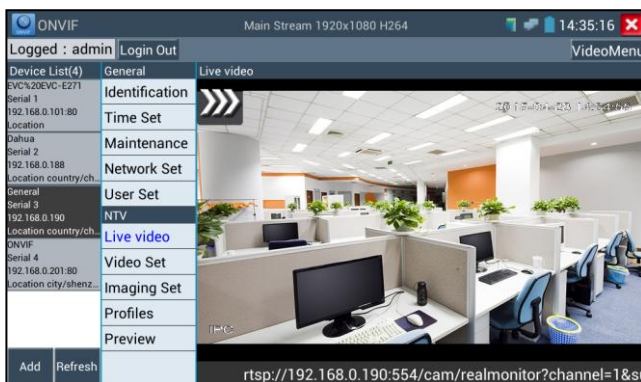 ONVIF
Main Stream 1920x1080 H264
14:35:16
Logged : admin
Login Out
VideoMenu
Device List(4)
EVC%20EVC-E271
Serial 1
192.168.0.101:80
Location
Dahua
Serial 2
192.168.0.188
Location country/ch..
General
Serial 3
192.168.0.190
Location country/ch..
ONVIF
Serial 4
192.168.0.201:80
Location city/shenz..
Add
Refresh
General
Identification
Time Set
Maintenance
Network Set
User Set
NTV
Live video
Video Set
Imaging Set
Profiles
Preview
Live video
IPC
rtsp://192.168.0.190:554/cam/realmonitor?channel=1&s